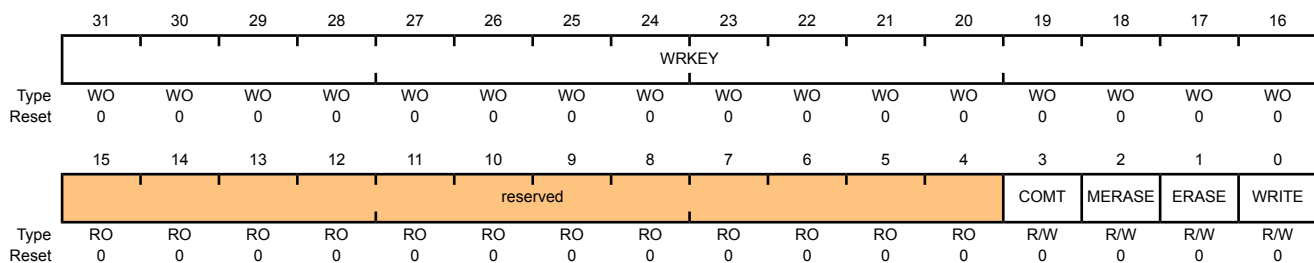 31 30 29 28 27 26 25 24 23 22 21 20 19 18 17 16
WRKEY
Type WO WO WO WO WO WO WO WO WO WO WO WO WO WO WO WO
Reset 0 0 0 0 0 0 0 0 0 0 0 0 0 0 0 0
15 14 13 12 11 10 9 8 7 6 5 4 3 2 1 0
reserved COMT MERASE ERASE WRITE
Type RO RO RO RO RO RO RO RO RO RO RO RO R/W R/W R/W R/W
Reset 0 0 0 0 0 0 0 0 0 0 0 0 0 0 0 0